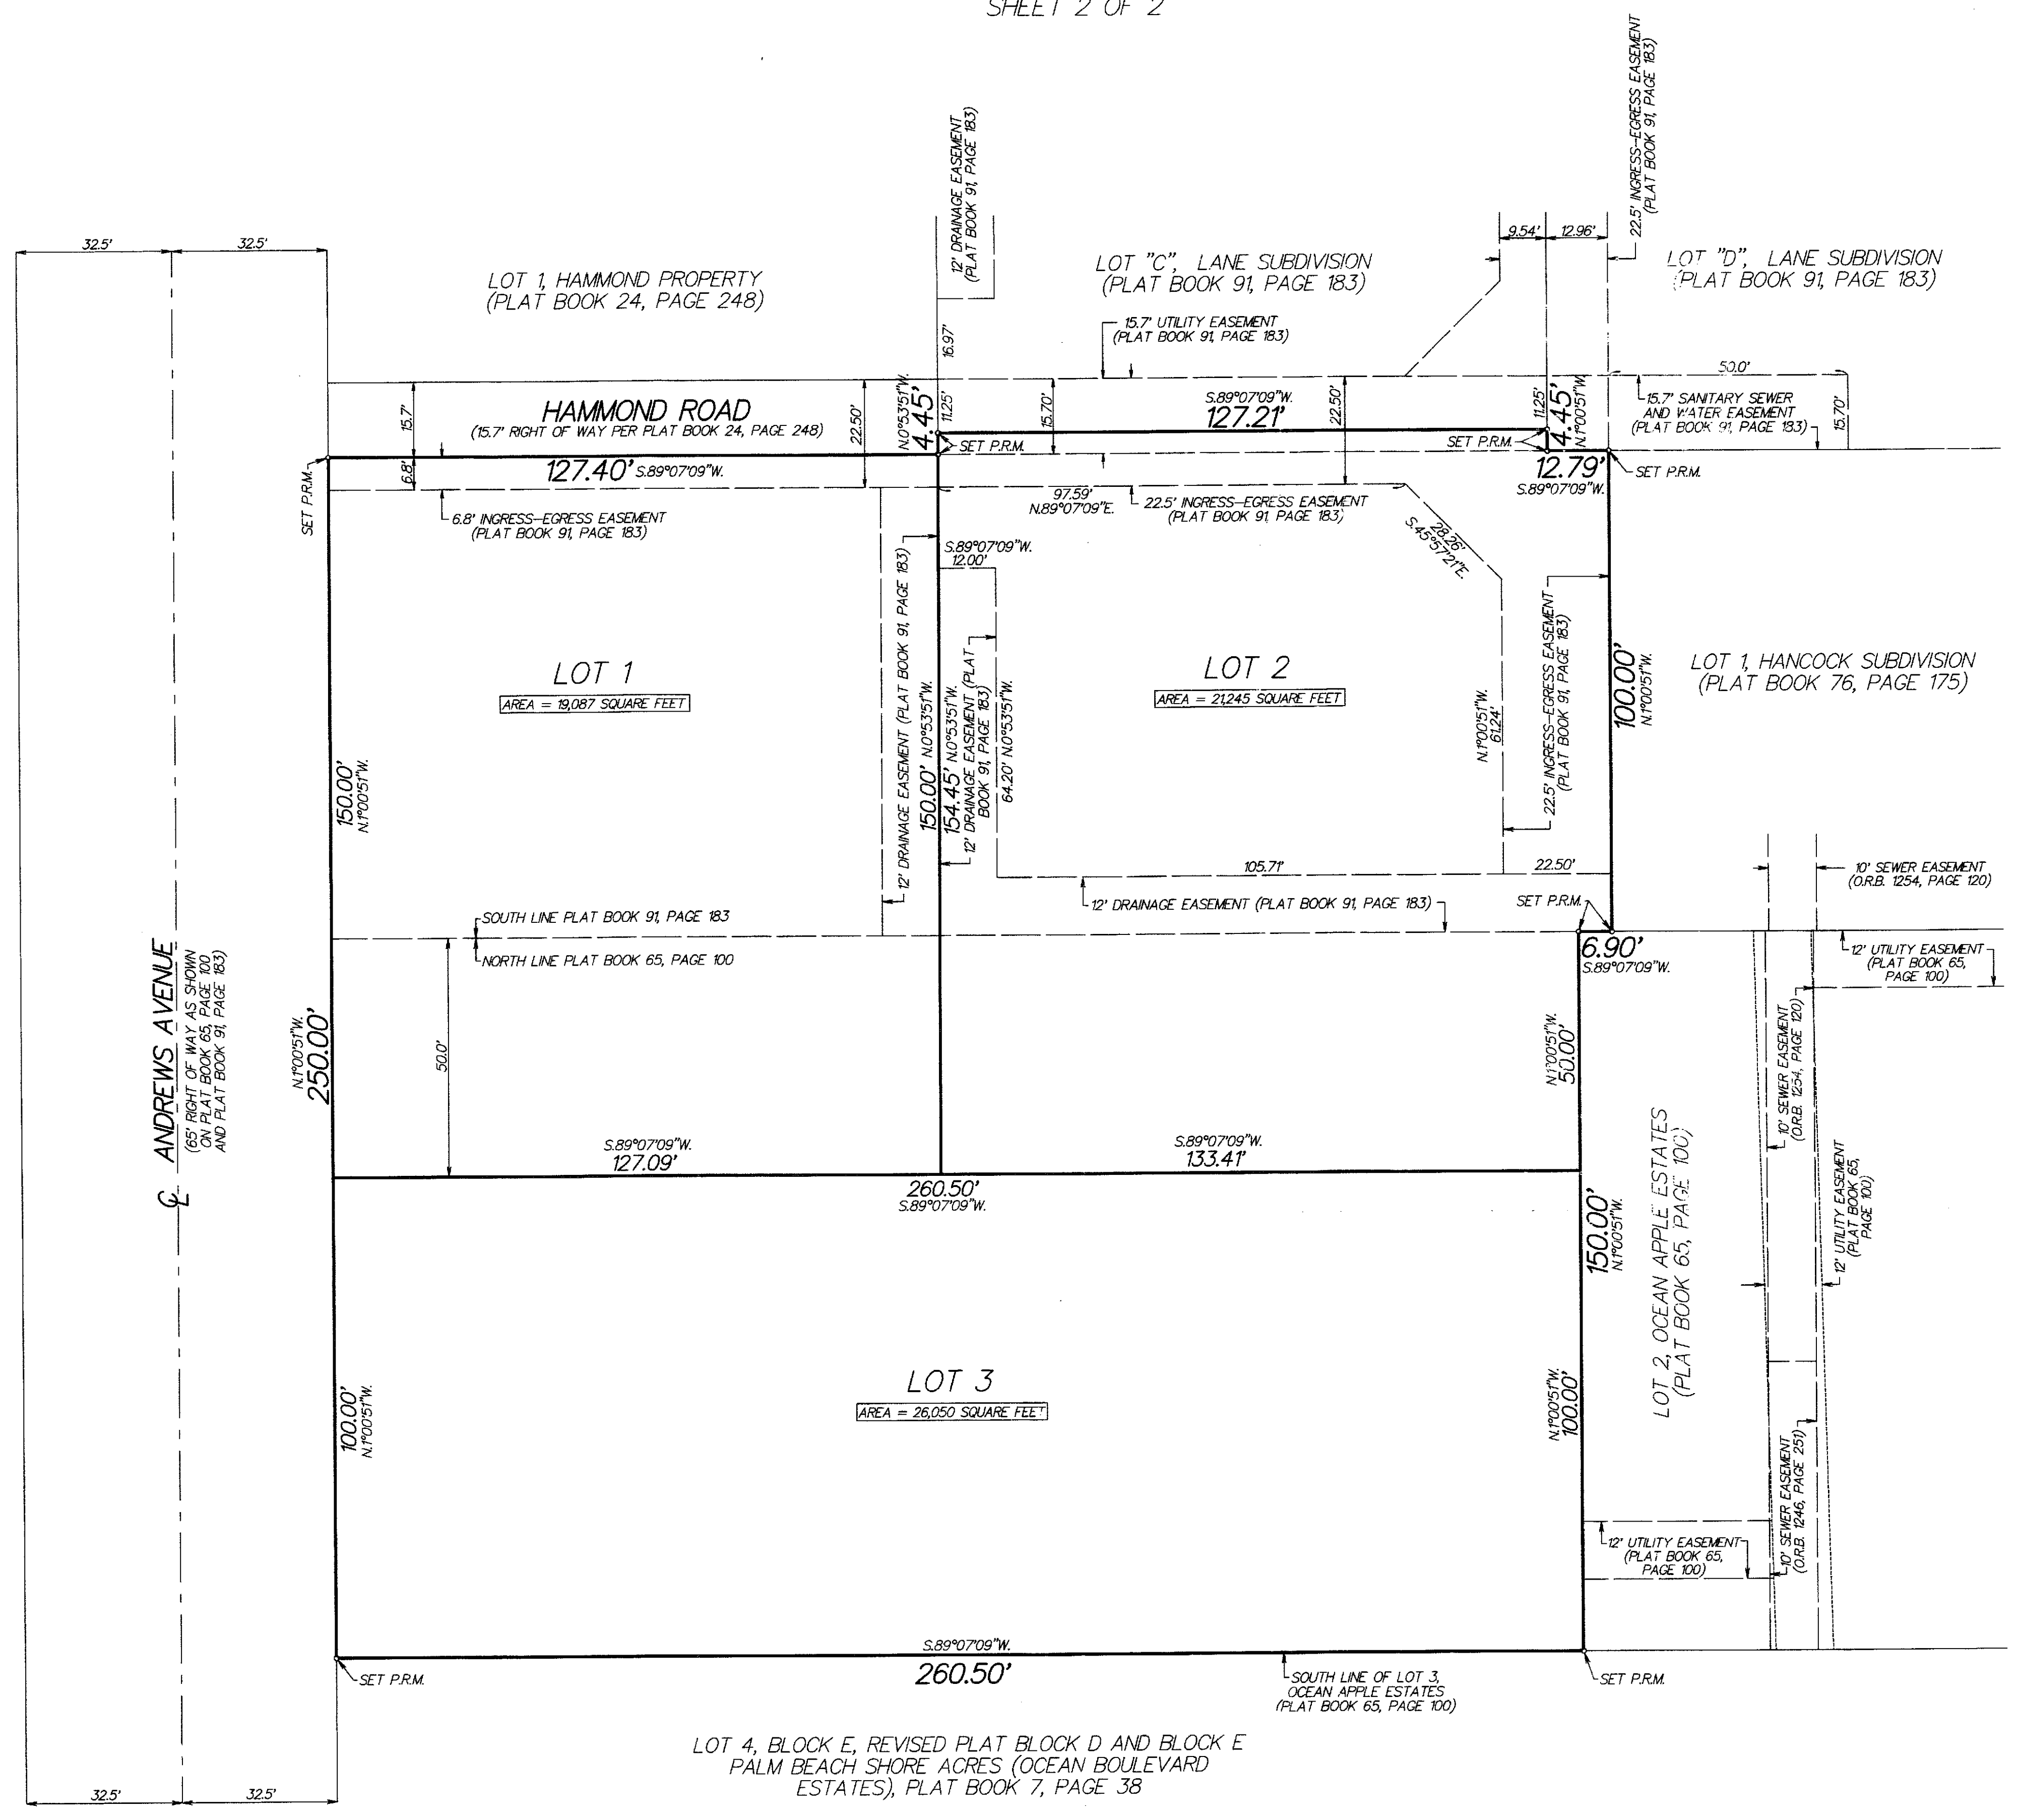 SHEET 2 OF 2
22.5' INGRESS-EGRESS EASEMENT
(PLAT BOOK 91, PAGE 183)
12' DRAINAGE EASEMENT
(PLAT BOOK 91, PAGE 183)
32.5'
32.5'
9.54'
12.96'
LOT 1, HAMMOND PROPERTY
(PLAT BOOK 24, PAGE 248)
LOT "C", LANE SUBDIVISION
(PLAT BOOK 91, PAGE 183)
LOT "D", LANE SUBDIVISION
(PLAT BOOK 91, PAGE 183)
15.7' UTILITY EASEMENT
(PLAT BOOK 91, PAGE 183)
16.97'
50.0'
15.7'
HAMMOND ROAD
(15.7' RIGHT OF WAY PER PLAT BOOK 24, PAGE 248)
22.50'
N.0°53'51"W.
4.45'
11.25'
15.70'
S.89°07'09"W.
127.21'
22.50'
11.25'
4.45'
N.1°00'51"W.
15.7' SANITARY SEWER
AND WATER EASEMENT
(PLAT BOOK 91, PAGE 183)
15.70'
SET P.R.M.
SET P.R.M.
SET P.R.M.
SET P.R.M.
6.8'
127.40' S.89°07'09"W.
12.79'
S.89°07'09"W.
6.8' INGRESS-EGRESS EASEMENT
(PLAT BOOK 91, PAGE 183)
97.59'
N.89°07'09"E.
22.5' INGRESS-EGRESS EASEMENT
(PLAT BOOK 91, PAGE 183)
28.26'
S.45°57'21"E.
S.89°07'09"W.
12.00'
12' DRAINAGE EASEMENT (PLAT BOOK 91, PAGE 183)
LOT 1
AREA = 19,087 SQUARE FEET
LOT 2
AREA = 21,245 SQUARE FEET
22.5' INGRESS-EGRESS EASEMENT
(PLAT BOOK 91, PAGE 183)
100.00'
N.1°00'51"W.
LOT 1, HANCOCK SUBDIVISION
(PLAT BOOK 76, PAGE 175)
150.00'
N.1°00'51"W.
150.00' N.0°53'51"W.
154.45' N.0°53'51"W.
12' DRAINAGE EASEMENT (PLAT
BOOK 91, PAGE 183)
64.20' N.0°53'51"W.
N.1°00'51"W.
61.24'
105.71'
22.50'
12' DRAINAGE EASEMENT (PLAT BOOK 91, PAGE 183)
SET P.R.M.
10' SEWER EASEMENT
(O.R.B. 1254, PAGE 120)
SOUTH LINE PLAT BOOK 91, PAGE 183
NORTH LINE PLAT BOOK 65, PAGE 100
6.90'
S.89°07'09"W.
12' UTILITY EASEMENT
(PLAT BOOK 65,
PAGE 100)
℄ ANDREWS AVENUE
(65' RIGHT OF WAY AS SHOWN
ON PLAT BOOK 65, PAGE 100
AND PLAT BOOK 91, PAGE 183)
N.1°00'51"W.
250.00'
50.0'
N.1°00'51"W.
50.00'
10' SEWER EASEMENT
(O.R.B. 1254, PAGE 120)
S.89°07'09"W.
127.09'
S.89°07'09"W.
133.41'
260.50'
S.89°07'09"W.
150.00'
N.1°00'51"W.
LOT 2, OCEAN APPLE ESTATES
(PLAT BOOK 65, PAGE 100)
12' UTILITY EASEMENT
(PLAT BOOK 65,
PAGE 100)
LOT 3
AREA = 26,050 SQUARE FEET
100.00'
N.1°00'51"W.
N.1°00'51"W.
100.00'
10' SEWER EASEMENT
(O.R.B. 1246, PAGE 251)
12' UTILITY EASEMENT
(PLAT BOOK 65,
PAGE 100)
S.89°07'09"W.
260.50'
SET P.R.M.
SOUTH LINE OF LOT 3,
OCEAN APPLE ESTATES
(PLAT BOOK 65, PAGE 100)
SET P.R.M.
LOT 4, BLOCK E, REVISED PLAT BLOCK D AND BLOCK E
PALM BEACH SHORE ACRES (OCEAN BOULEVARD
ESTATES), PLAT BOOK 7, PAGE 38
32.5'
32.5'